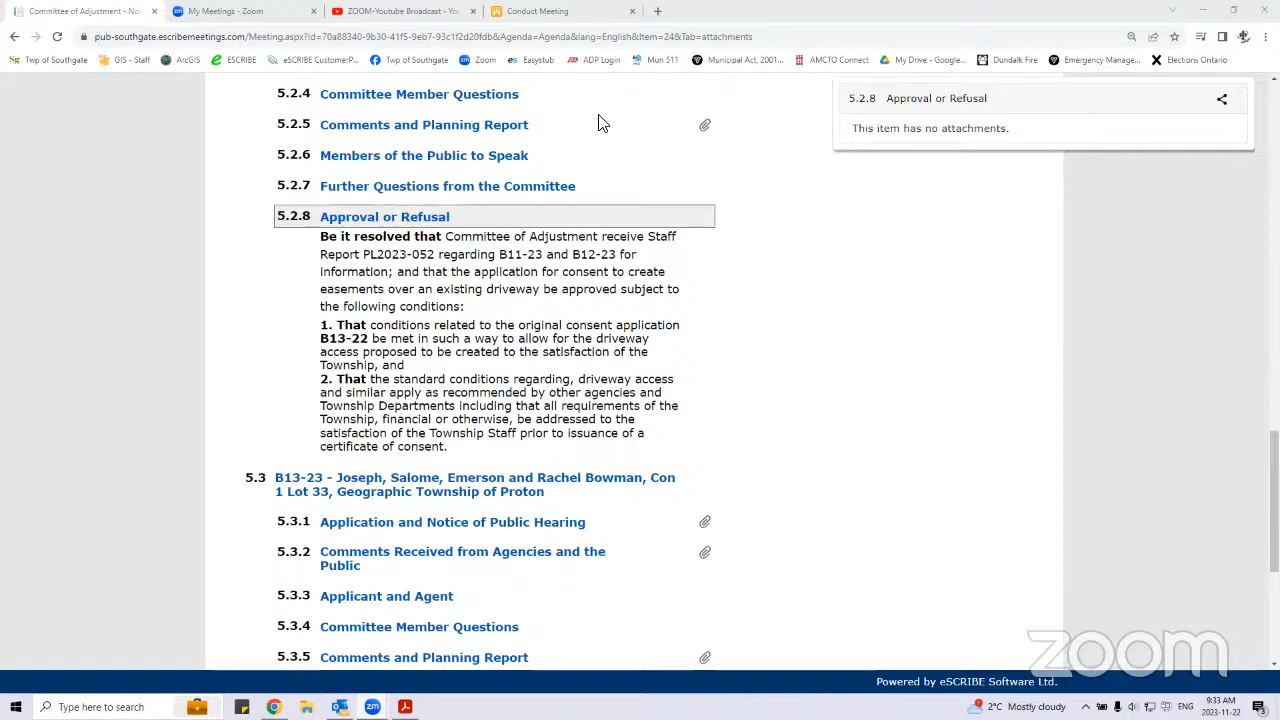 Committee of Adjustment - No
My Meetings - Zoom
ZOOM-Youtube Broadcast - You
Conduct Meeting
pub-southgate.escribemeetings.com/Meeting.aspx?Id=70a88340-9b30-41f5-9eb7-93c1f2d20fdb&Agenda=Agenda&lang=English&Item=24&Tab=attachments
Sg Twp of Southgate
GIS - Staff
ArcGIS
ESCRIBE
eSCRIBE CustomerP...
Twp of Southgate
Zoom
es Easystub
ADP Login
Mun 511
Municipal Act, 2001...
AMCTO Connect
My Drive - Google...
Dundalk Fire
Emergency Manage...
Elections Ontario
5.2.4 Committee Member Questions
5.2.5 Comments and Planning Report
5.2.6 Members of the Public to Speak
5.2.7 Further Questions from the Committee
5.2.8 Approval or Refusal
Be it resolved that Committee of Adjustment receive Staff
Report PL2023-052 regarding B11-23 and B12-23 for
information; and that the application for consent to create
easements over an existing driveway be approved subject to
the following conditions:
1. That conditions related to the original consent application
B13-22 be met in such a way to allow for the driveway
access proposed to be created to the satisfaction of the
Township, and
2. That the standard conditions regarding, driveway access
and similar apply as recommended by other agencies and
Township Departments including that all requirements of the
Township, financial or otherwise, be addressed to the
satisfaction of the Township Staff prior to issuance of a
certificate of consent.
5.3 B13-23 - Joseph, Salome, Emerson and Rachel Bowman, Con
1 Lot 33, Geographic Township of Proton
5.3.1 Application and Notice of Public Hearing
5.3.2 Comments Received from Agencies and the
Public
5.3.3 Applicant and Agent
5.3.4 Committee Member Questions
5.3.5 Comments and Planning Report
5.2.8 Approval or Refusal
This item has no attachments.
zoom
Powered by eSCRIBE Software Ltd.
Type here to search
2°C Mostly cloudy
ENG
9:33 AM
2023-11-22
3